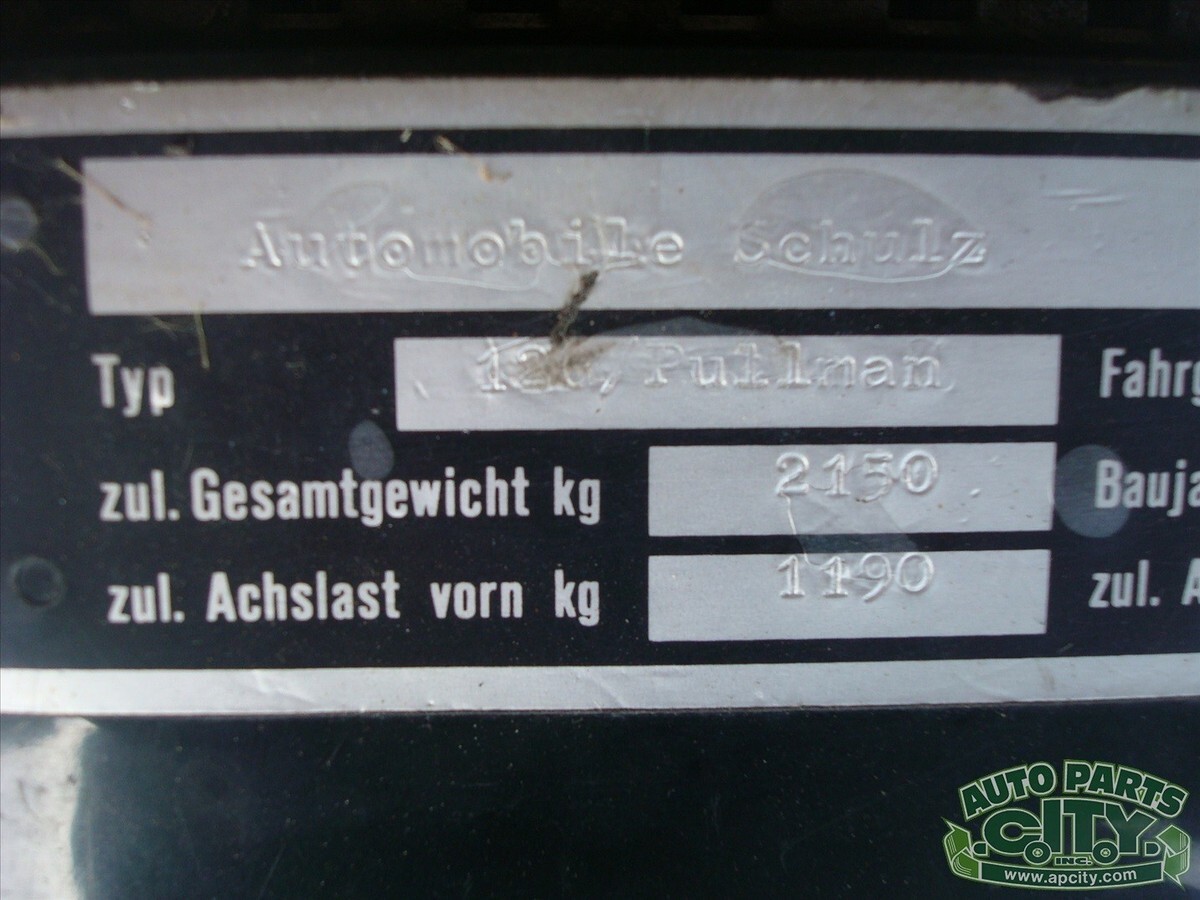 Automobile Schulz
Typ Pullman Fahrg
zul. Gesamtgewicht kg 2150 Bauja
zul. Achslast vorn kg 1190 zul. A
AUTO PARTS
CITY
INC.
www.apcity.com